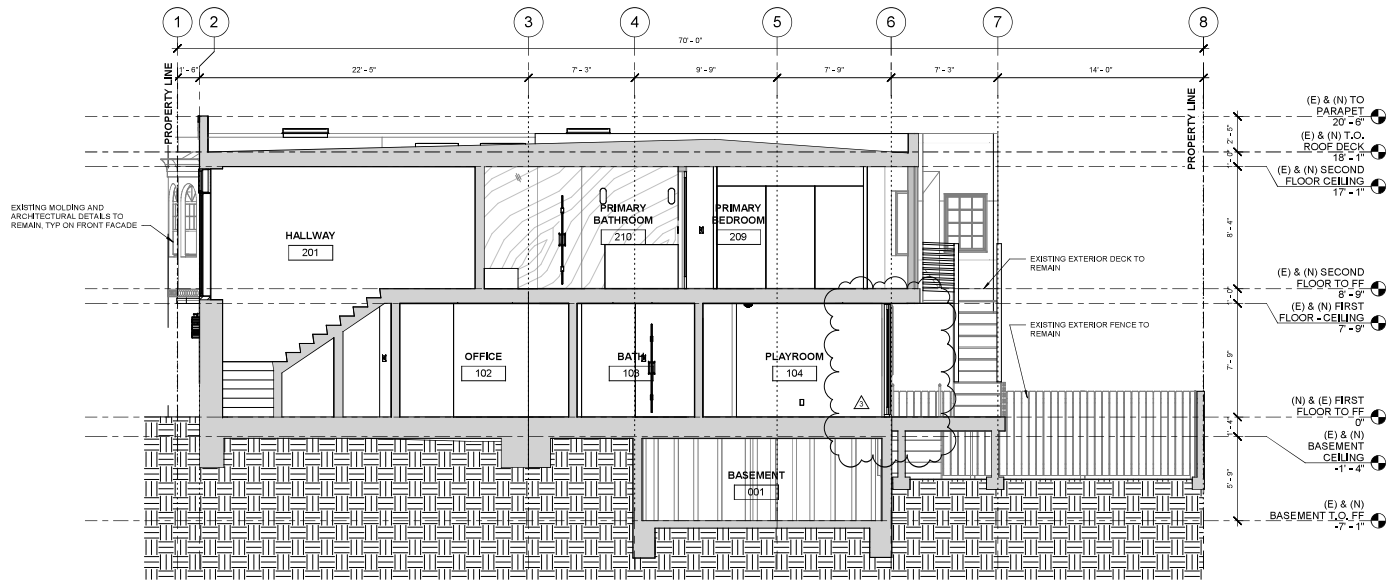 1
2
3
4
5
6
7
8
70' - 0"
1' - 6"
22' - 5"
7' - 3"
9' - 9"
7' - 9"
7' - 3"
14' - 0"
PROPERTY LINE
PROPERTY LINE
(E) & (N) TO
PARAPET
20' - 6"
2' - 5"
(E) & (N) T.O.
ROOF DECK
18' - 1"
1' - 0"
(E) & (N) SECOND
FLOOR CEILING
17' - 1"
8' - 4"
EXISTING MOLDING AND
ARCHITECTURAL DETAILS TO
REMAIN, TYP ON FRONT FACADE
HALLWAY
201
PRIMARY
BATHROOM
210
PRIMARY
BEDROOM
209
EXISTING EXTERIOR DECK TO
REMAIN
(E) & (N) SECOND
FLOOR TO FF
8' - 9"
1' - 0"
(E) & (N) FIRST
FLOOR - CEILING
7' - 9"
EXISTING EXTERIOR FENCE TO
REMAIN
OFFICE
102
BATH
103
PLAYROOM
104
3
7' - 9"
(N) & (E) FIRST
FLOOR TO FF
0"
1' - 4"
(E) & (N)
BASEMENT
CEILING
-1' - 4"
BASEMENT
001
5' - 9"
(E) & (N)
BASEMENT T.O. FF
-7' - 1"